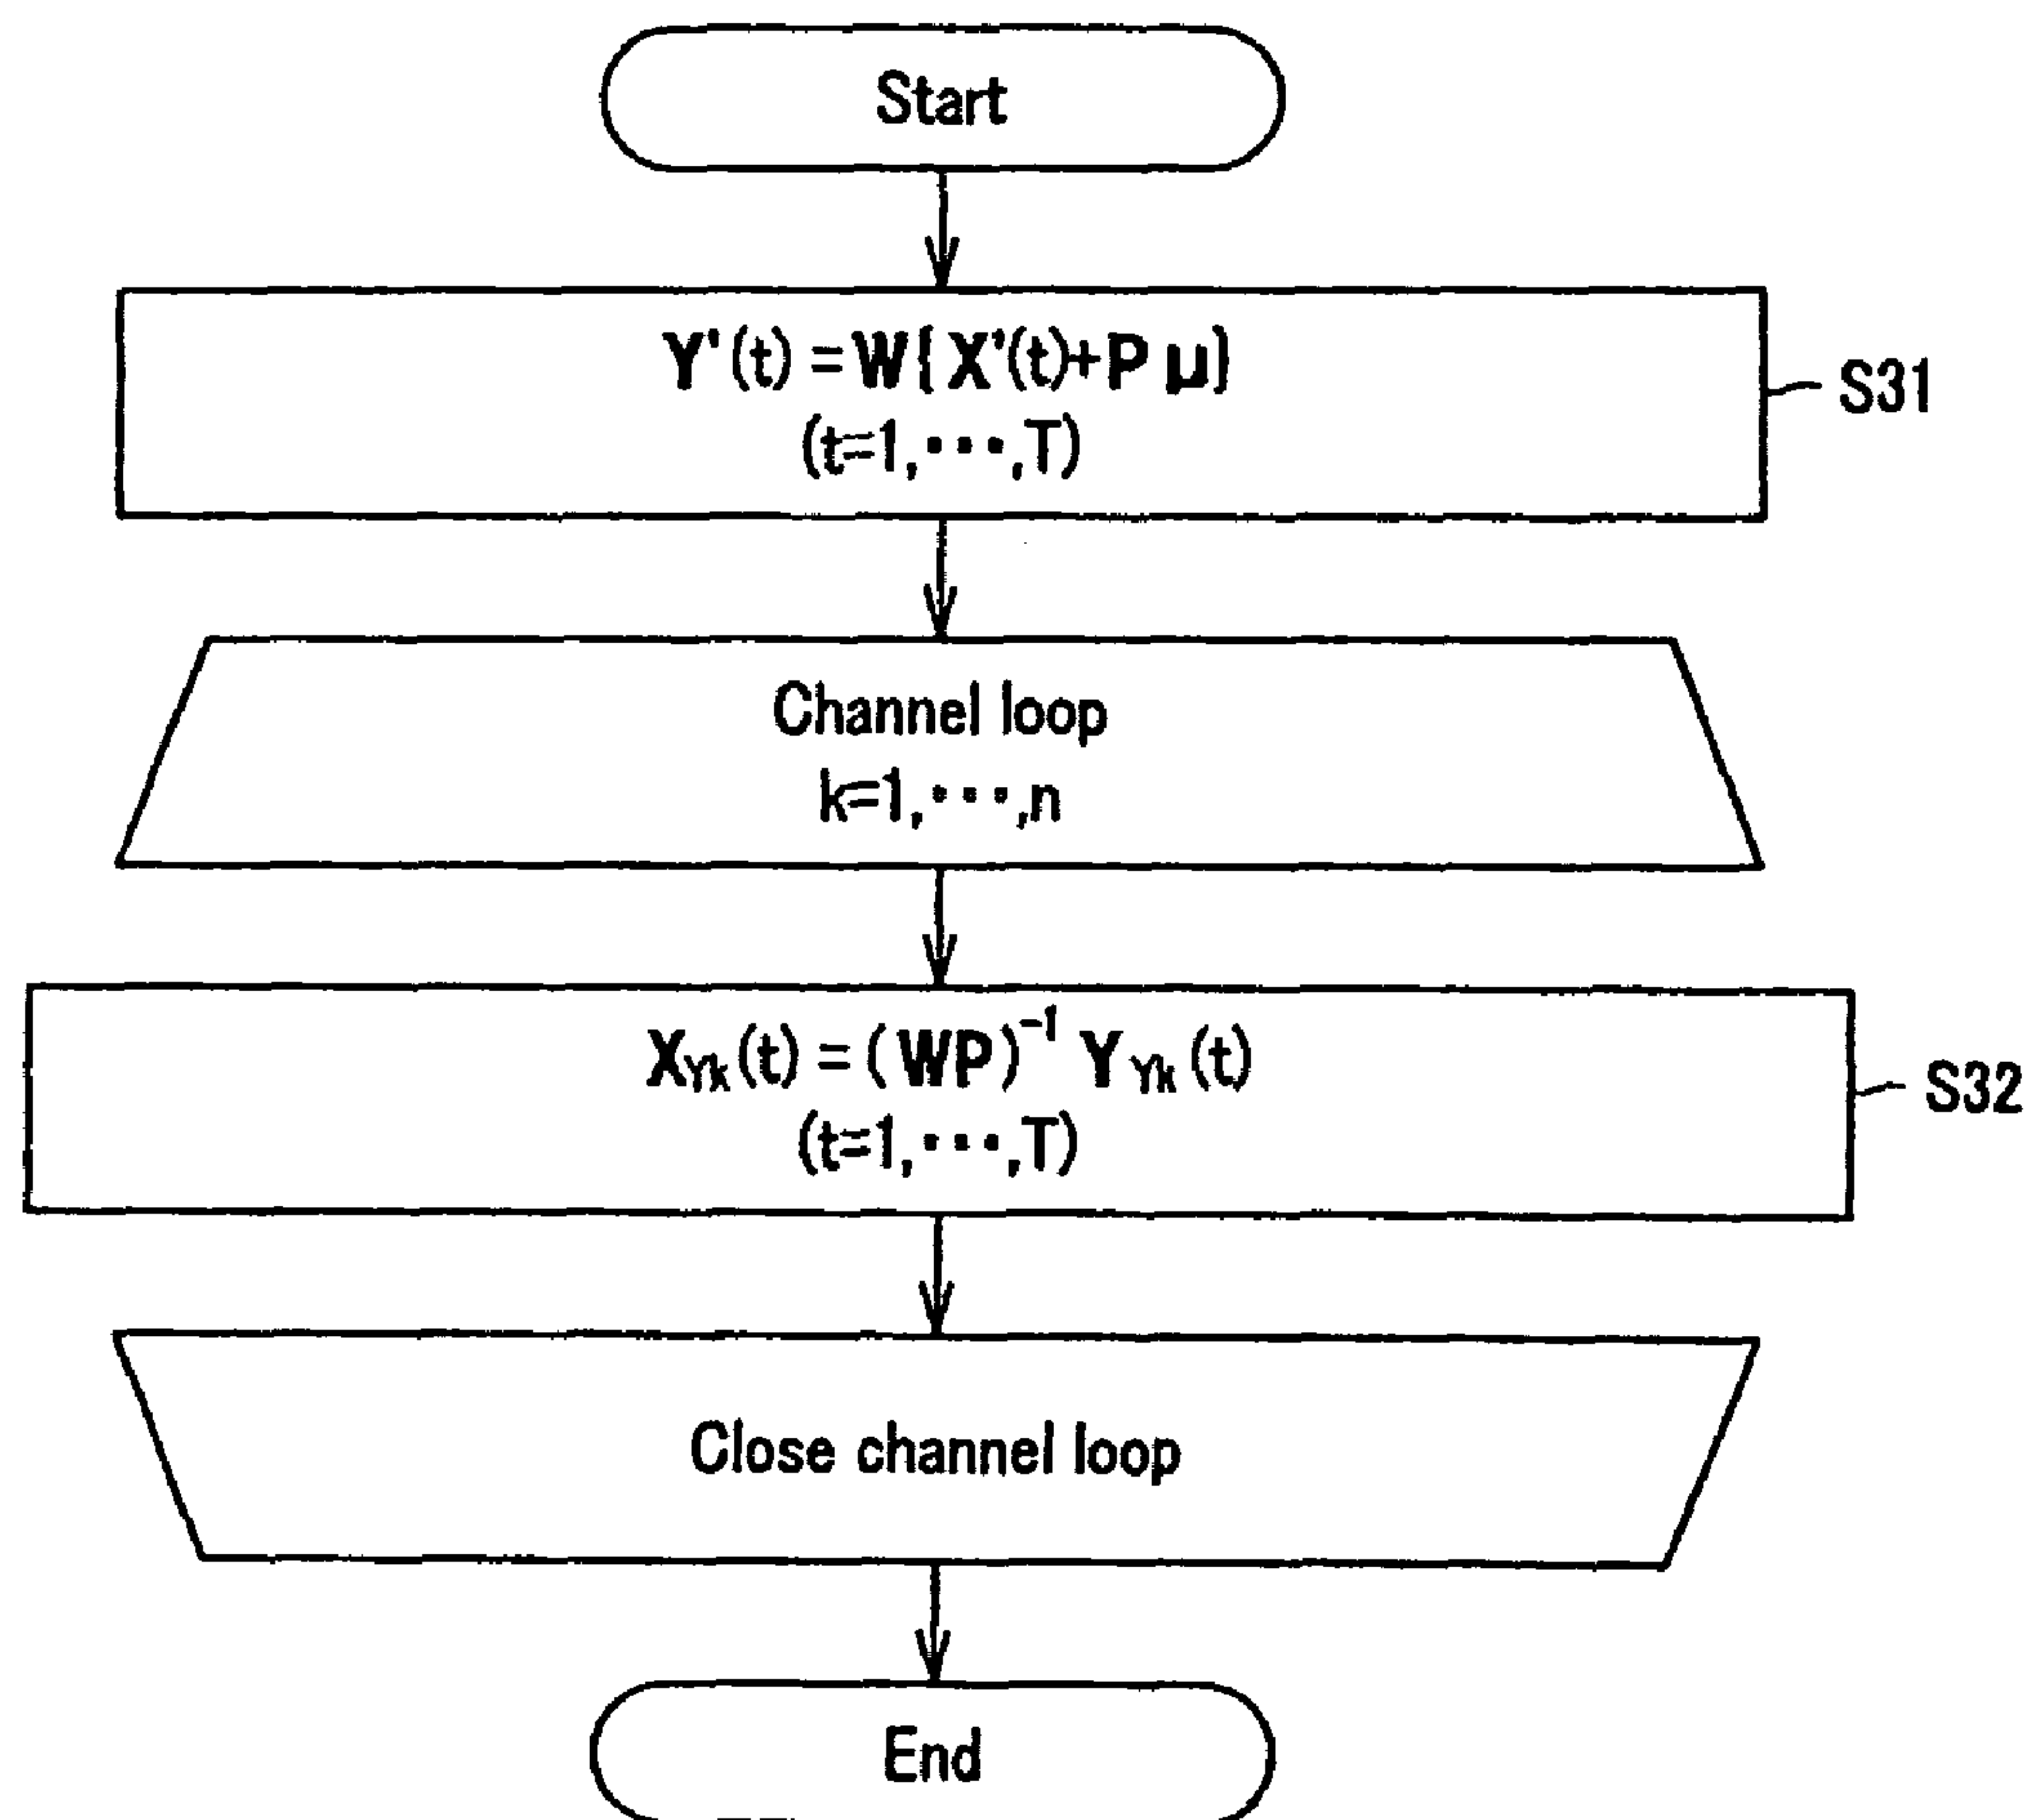 Start
Y'(t) = W{X'(t)+Pμ}
(t=1,⋯,T)
S31
Channel loop
k=1,⋯,n
X_Yk(t) = (WP)^-1 Y_Yk(t)
(t=1,⋯,T)
S32
Close channel loop
End